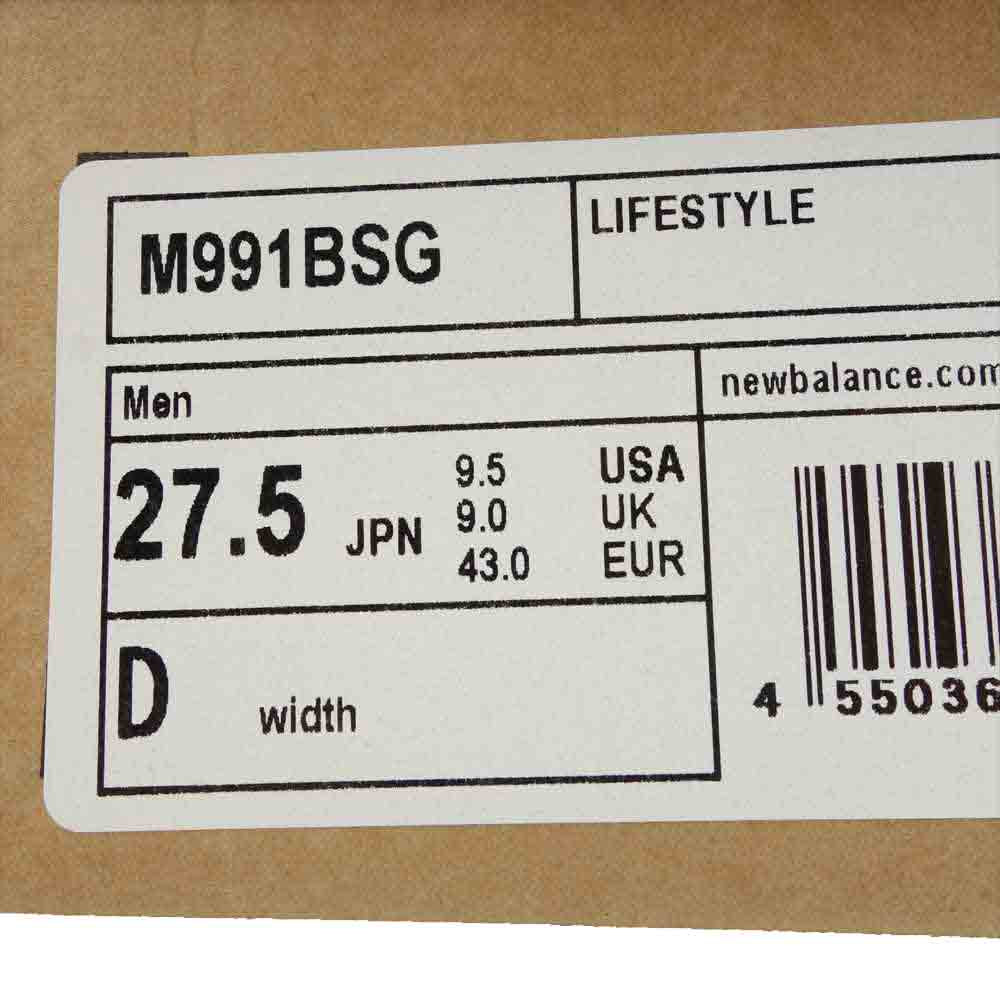 M991BSG
LIFESTYLE
Men
newbalance.com
27.5 JPN
9.5 USA
9.0 UK
43.0 EUR
D width
4 55036